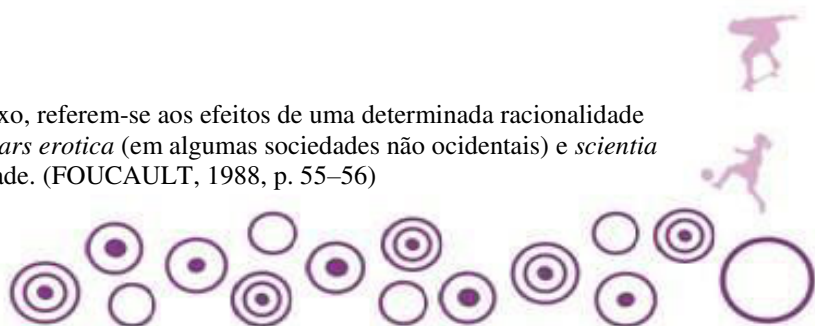 xo, referem-se aos efeitos de uma determinada racionalidade
ars erotica (em algumas sociedades não ocidentais) e scientia
ade. (FOUCAULT, 1988, p. 55–56)